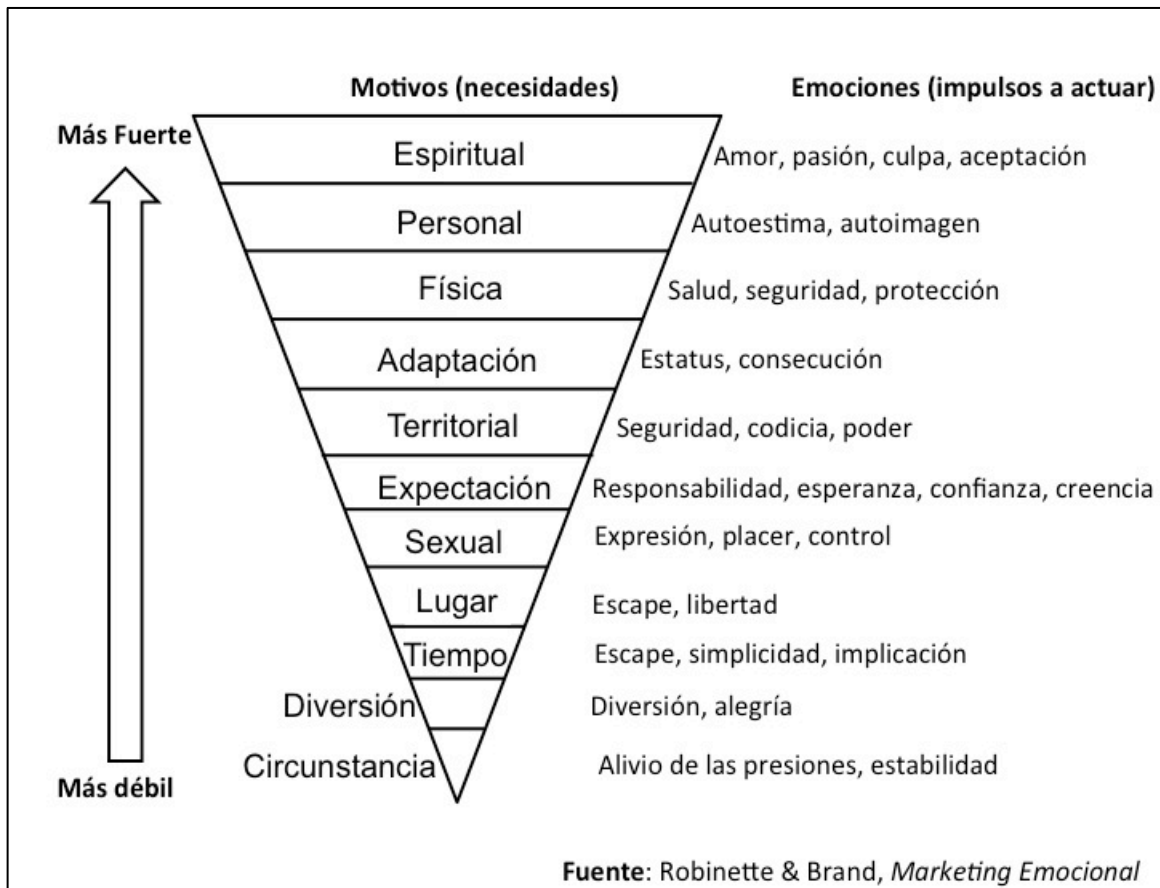 Motivos (necesidades) Emociones (impulsos a actuar)
Más Fuerte
Espiritual Amor, pasión, culpa, aceptación
Personal Autoestima, autoimagen
Física Salud, seguridad, protección
Adaptación Estatus, consecución
Territorial Seguridad, codicia, poder
Expectación Responsabilidad, esperanza, confianza, creencia
Sexual Expresión, placer, control
Lugar Escape, libertad
Tiempo Escape, simplicidad, implicación
Diversión Diversión, alegría
Circunstancia Alivio de las presiones, estabilidad
Más débil
Fuente: Robinette & Brand, Marketing Emocional